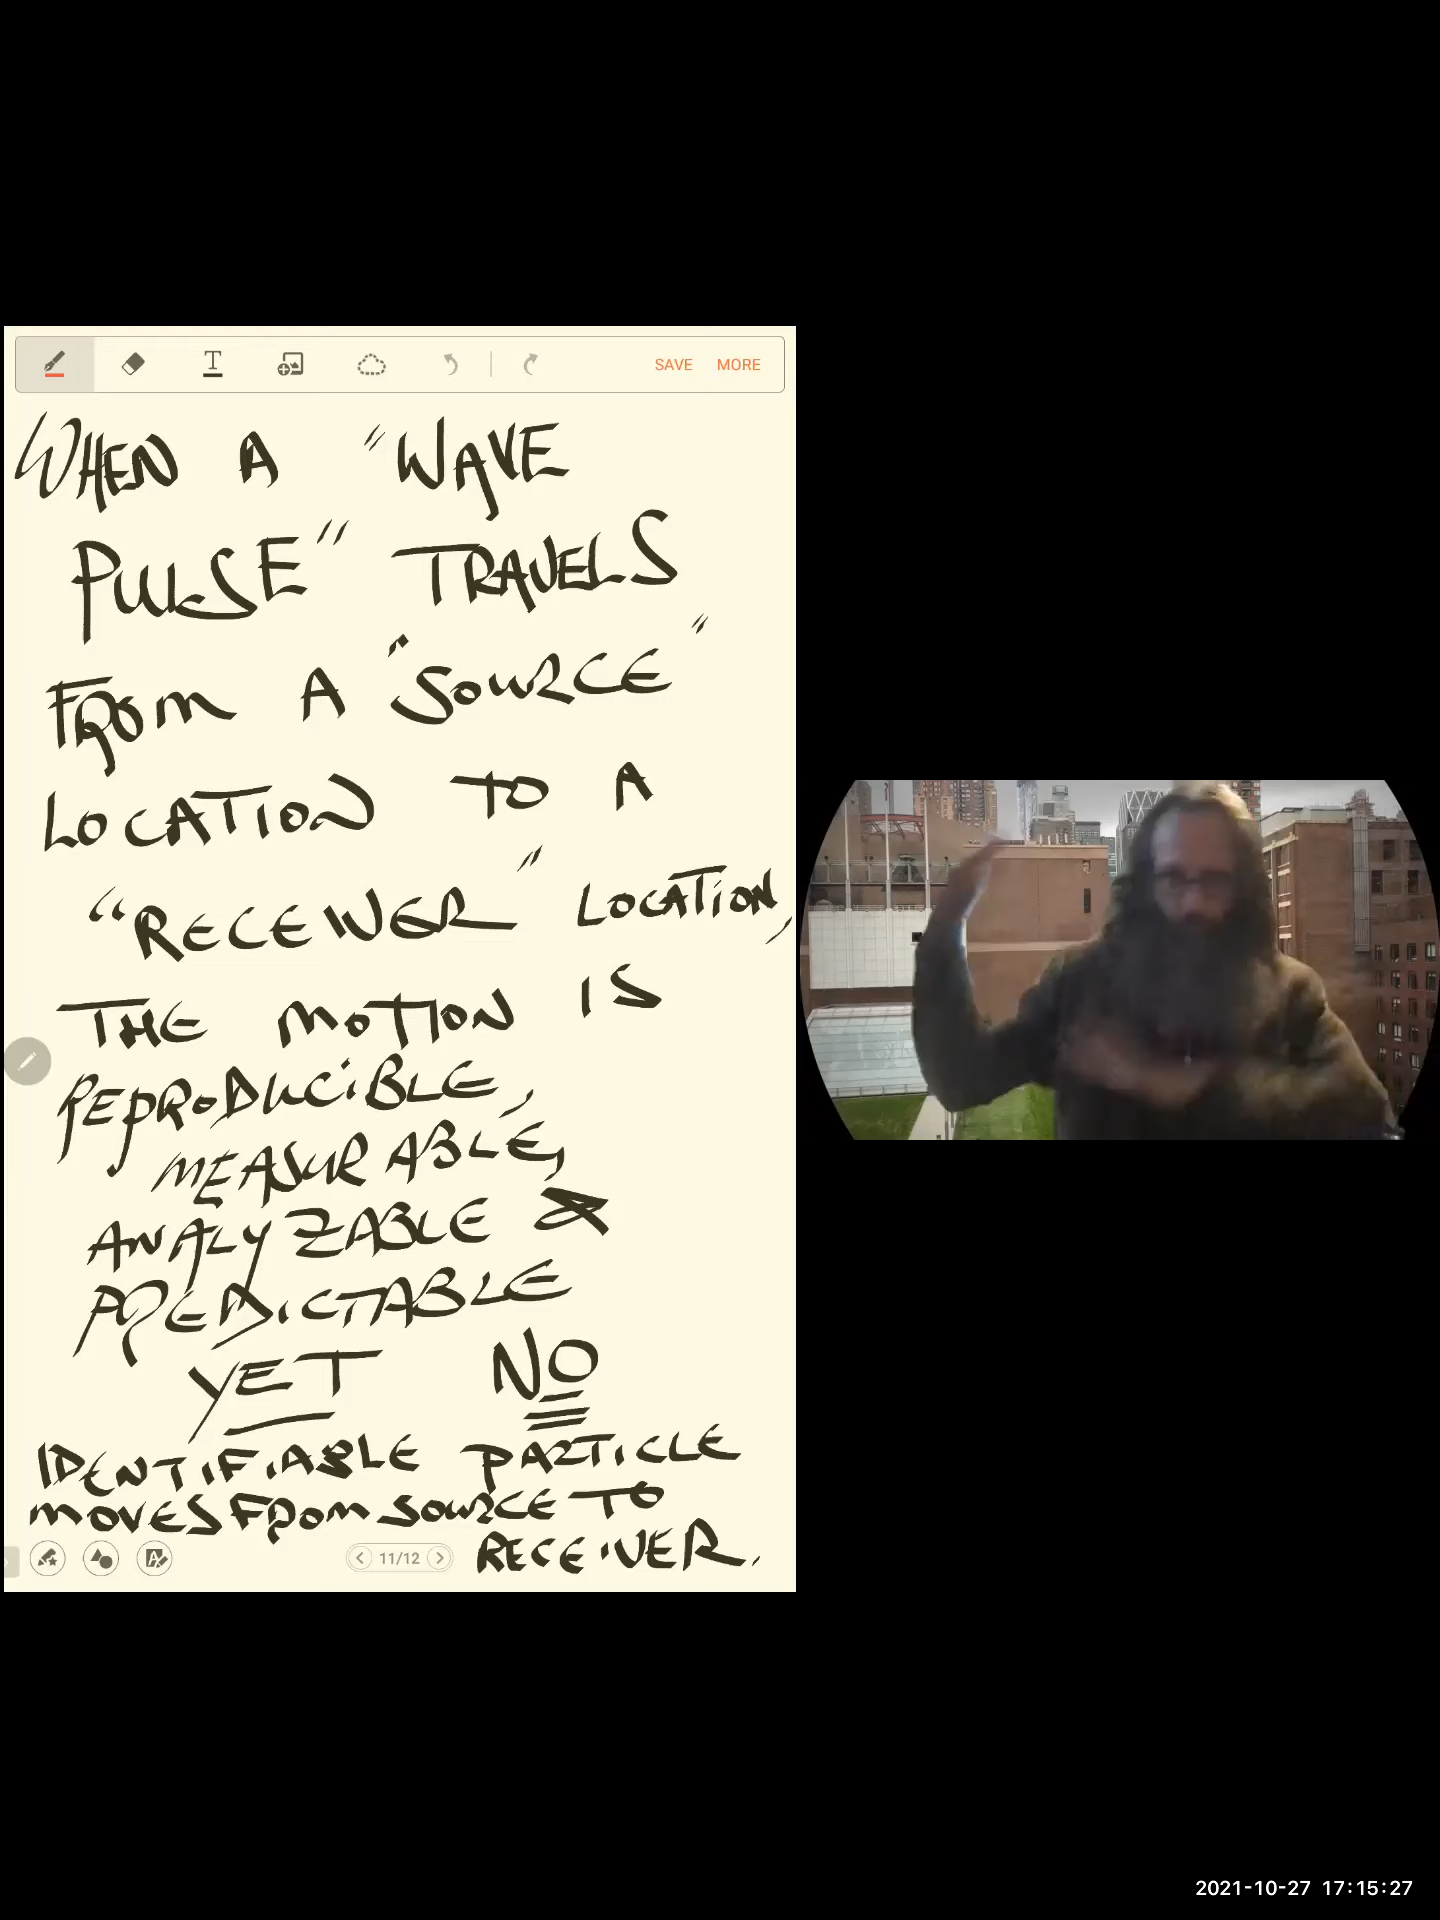 SAVE MORE
WHEN A "WAVE
PULSE" TRAVELS
FROM A "SOURCE"
LOCATION TO A
"RECEIVER" LOCATION,
THE MOTION IS
REPRODUCIBLE,
MEASURABLE,
ANALYZABLE &
PREDICTABLE
YET NO
IDENTIFIABLE PARTICLE
MOVES FROM SOURCE TO
RECEIVER.
11/12
2021-10-27 17:15:27